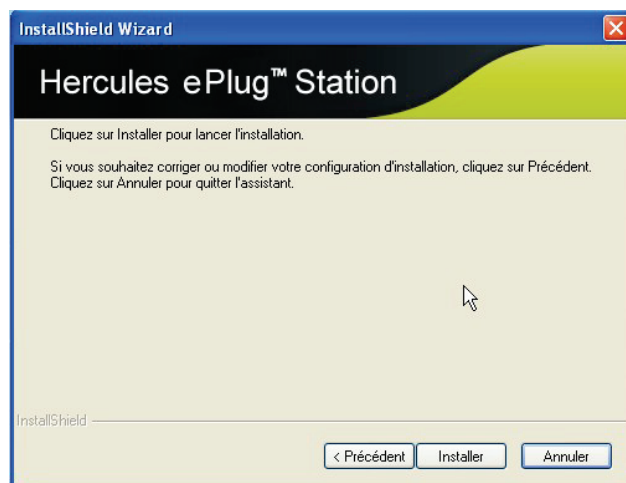 InstallShield Wizard
Hercules ePlug™ Station
Cliquez sur Installer pour lancer l'installation.
Si vous souhaitez corriger ou modifier votre configuration d'installation, cliquez sur Précédent.
Cliquez sur Annuler pour quitter l'assistant.
InstallShield
< Précédent Installer Annuler